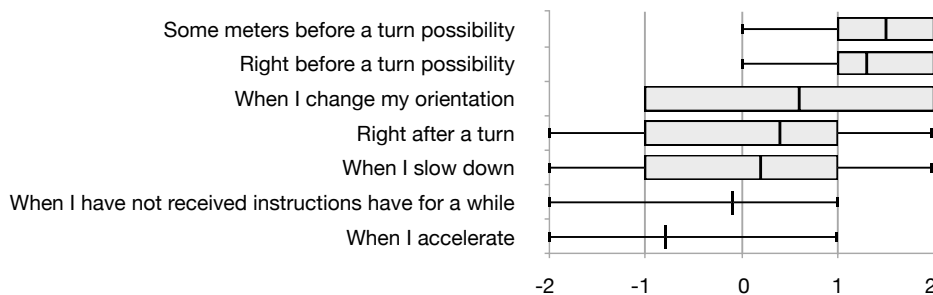 Some meters before a turn possibility
Right before a turn possibility
When I change my orientation
Right after a turn
When I slow down
When I have not received instructions have for a while
When I accelerate
-2 -1 0 1 2